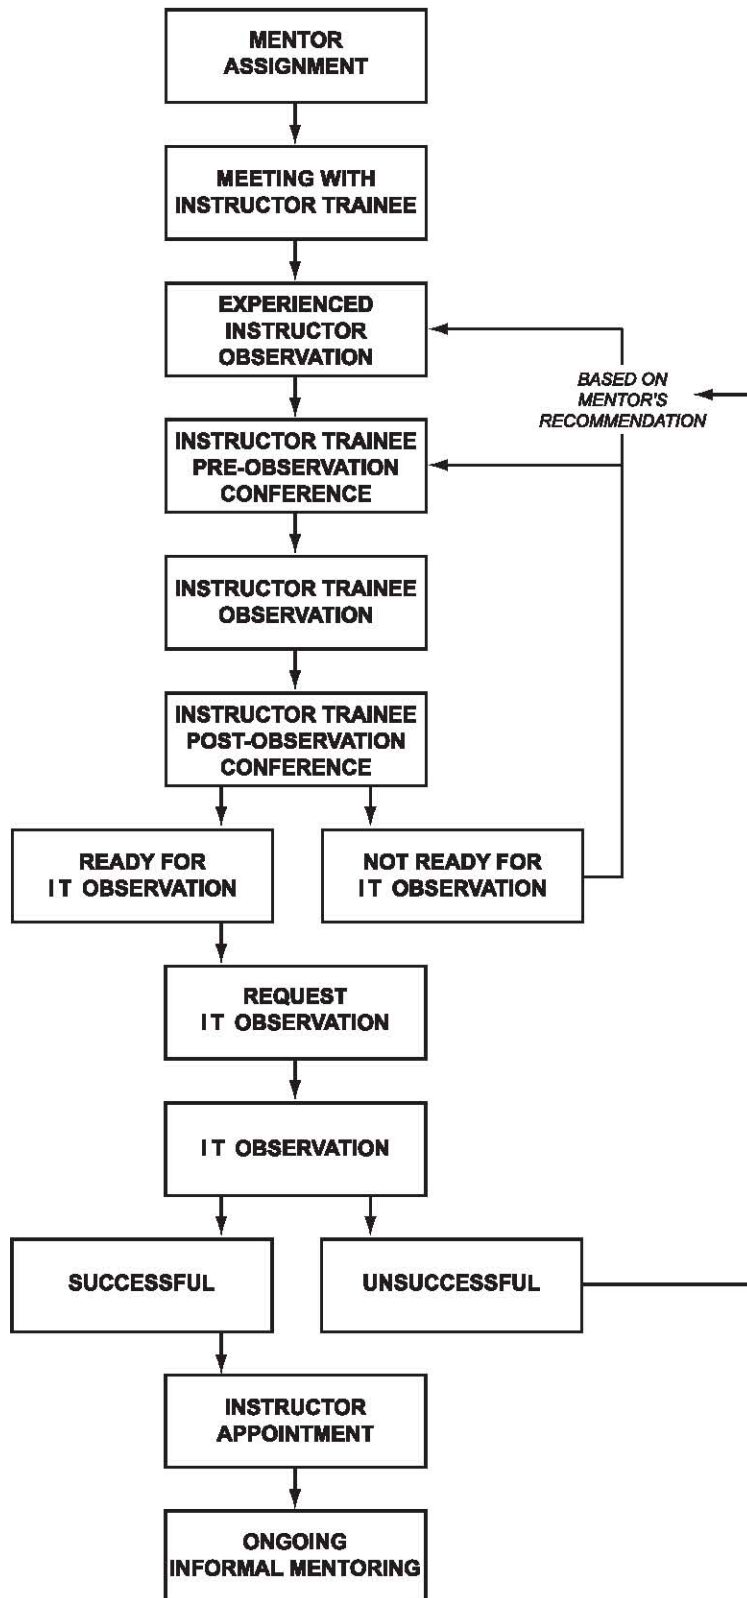 MENTOR
ASSIGNMENT
MEETING WITH
INSTRUCTOR TRAINEE
EXPERIENCED
INSTRUCTOR
OBSERVATION
BASED ON
MENTOR'S
RECOMMENDATION
INSTRUCTOR TRAINEE
PRE-OBSERVATION
CONFERENCE
INSTRUCTOR TRAINEE
OBSERVATION
INSTRUCTOR TRAINEE
POST-OBSERVATION
CONFERENCE
READY FOR
IT OBSERVATION
NOT READY FOR
IT OBSERVATION
REQUEST
IT OBSERVATION
IT OBSERVATION
SUCCESSFUL
UNSUCCESSFUL
INSTRUCTOR
APPOINTMENT
ONGOING
INFORMAL MENTORING